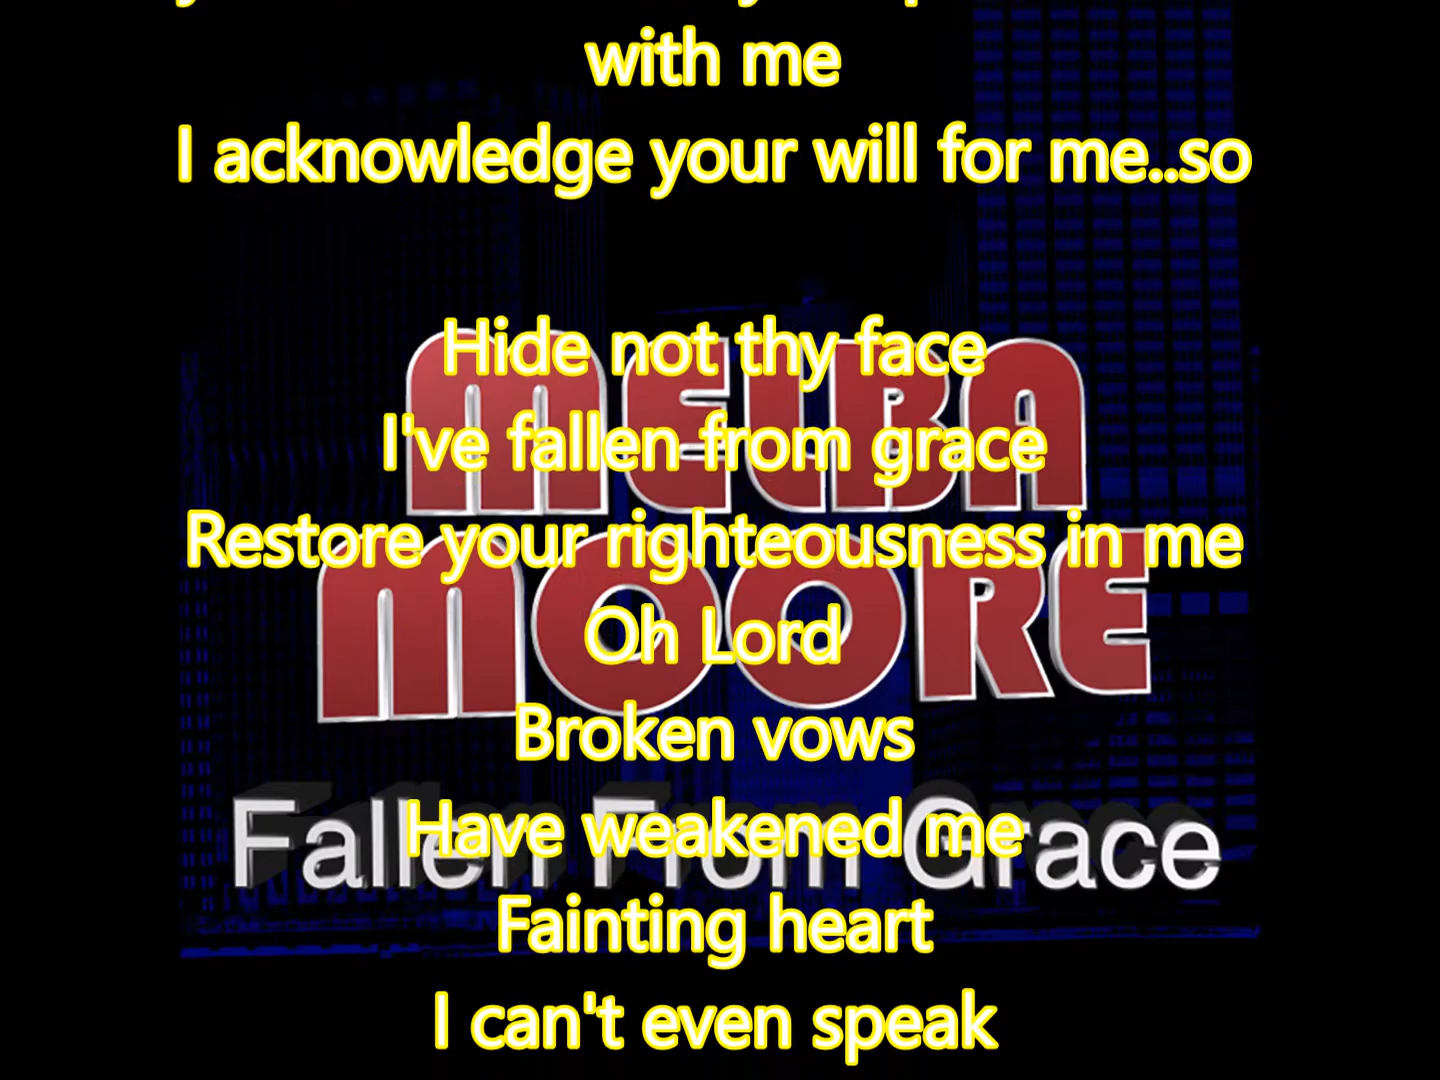 with me
I acknowledge your will for me..so
Hide not thy face
I've fallen from grace
Restore your righteousness in me
Oh Lord
Broken vows
Have weakened me
Fainting heart
I can't even speak
MELBA
MOORE
Fallen From Grace